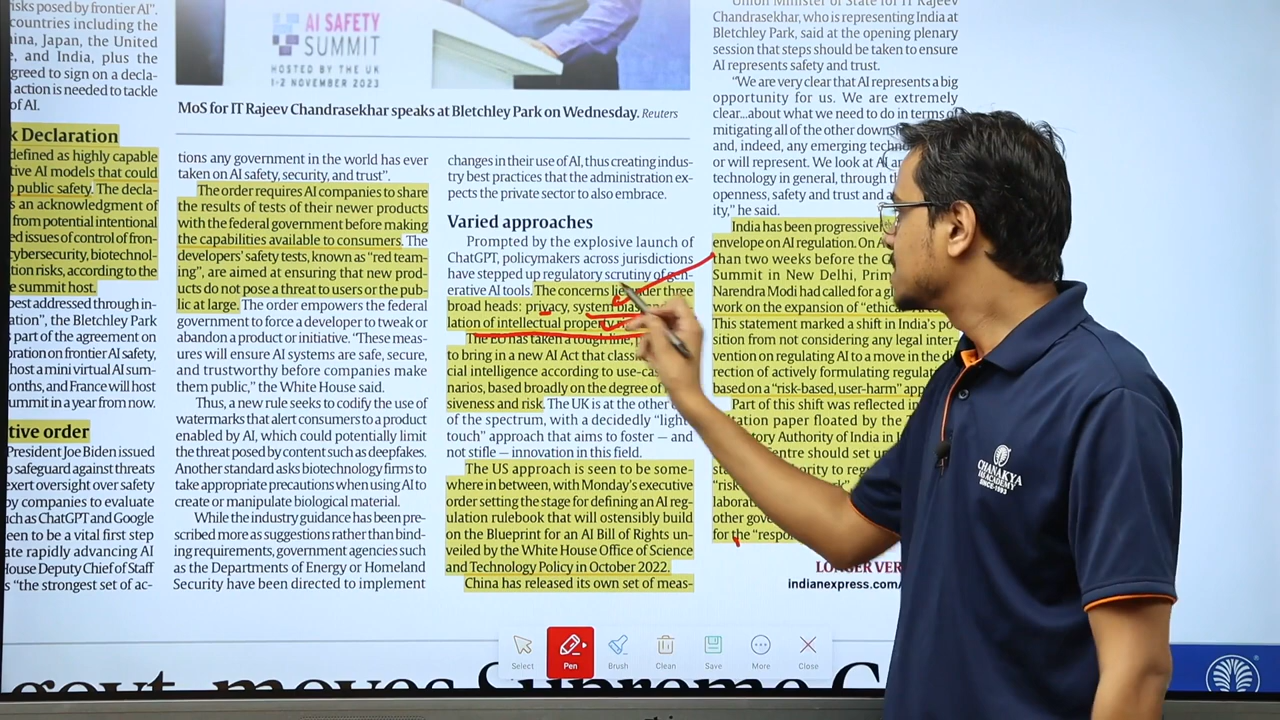 risks posed by frontier AI".
countries including the
ina, Japan, the United
e, and India, plus the
greed to sign on a decla-
action is needed to tackle
of AI.
k Declaration
defined as highly capable
tive AI models that could
o public safety. The decla-
s an acknowledgment of
from potential intentional
ed issues of control of fron-
cybersecurity, biotechnol-
tion risks, according to the
e summit host.
best addressed through in-
ation", the Bletchley Park
part of the agreement on
oration on frontier AI safety,
host a mini virtual AI sum-
onths, and France will host
ummit in a year from now.
tive order
President Joe Biden issued
o safeguard against threats
exert oversight over safety
by companies to evaluate
uch as ChatGPT and Google
een to be a vital first step
ate rapidly advancing AI
House Deputy Chief of Staff
s "the strongest set of ac-
AI SAFETY
SUMMIT
HOSTED BY THE UK
1-2 NOVEMBER 2023
MoS for IT Rajeev Chandrasekhar speaks at Bletchley Park on Wednesday. Reuters
tions any government in the world has ever
taken on AI safety, security, and trust".
The order requires AI companies to share
the results of tests of their newer products
with the federal government before making
the capabilities available to consumers. The
developers' safety tests, known as "red team-
ing", are aimed at ensuring that new prod-
ucts do not pose a threat to users or the pub-
lic at large. The order empowers the federal
government to force a developer to tweak or
abandon a product or initiative. "These meas-
ures will ensure AI systems are safe, secure,
and trustworthy before companies make
them public," the White House said.
Thus, a new rule seeks to codify the use of
watermarks that alert consumers to a product
enabled by AI, which could potentially limit
the threat posed by content such as deepfakes.
Another standard asks biotechnology firms to
take appropriate precautions when using AI to
create or manipulate biological material.
While the industry guidance has been pre-
scribed more as suggestions rather than bind-
ing requirements, government agencies such
as the Departments of Energy or Homeland
Security have been directed to implement
changes in their use of AI, thus creating indus-
try best practices that the administration ex-
pects the private sector to also embrace.
Varied approaches
Prompted by the explosive launch of
ChatGPT, policymakers across jurisdictions
have stepped up regulatory scrutiny of gen-
erative AI tools. The concerns lie under three
broad heads: privacy, system bias
lation of intellectual property
The EU has taken a tough line,
to bring in a new AI Act that
cial intelligence according to use-
narios, based broadly on the degree of
siveness and risk. The UK is at the other
of the spectrum, with a decidedly "light
touch" approach that aims to foster — and
not stifle — innovation in this field.
The US approach is seen to be some-
where in between, with Monday's executive
order setting the stage for defining an AI reg-
ulation rulebook that will ostensibly build
on the Blueprint for an AI Bill of Rights un-
veiled by the White House Office of Science
and Technology Policy in October 2022.
China has released its own set of meas-
Union Minister of State for IT Rajeev
Chandrasekhar, who is representing India at
Bletchley Park, said at the opening plenary
session that steps should be taken to ensure
AI represents safety and trust.
"We are very clear that AI represents a big
opportunity for us. We are extremely
clear...about what we need to do in terms of
mitigating all of the other
and, indeed, any emerging
or will represent. We look at AI
technology in general, through
openness, safety and trust and
ity," he said.
India has been
envelope on AI regulation. On
than two weeks before the
Summit in New Delhi,
Narendra Modi had called for a
work on the expansion of "ethical
This statement marked a shift in India's po-
sition from not considering any legal inter-
vention on regulating AI to a move in the
rection of actively formulating
based on a "risk-based, user-harm"
Part of this shift was reflected in
paper floated by the
Authority of India in
should set up
to
"risk-
other
for the
indianexpress.com/
Select
Pen
Brush
Clean
Save
More
Close
govt. moves Supreme C
CHANAKYA
IAS ACADEMY
SINCE-1993